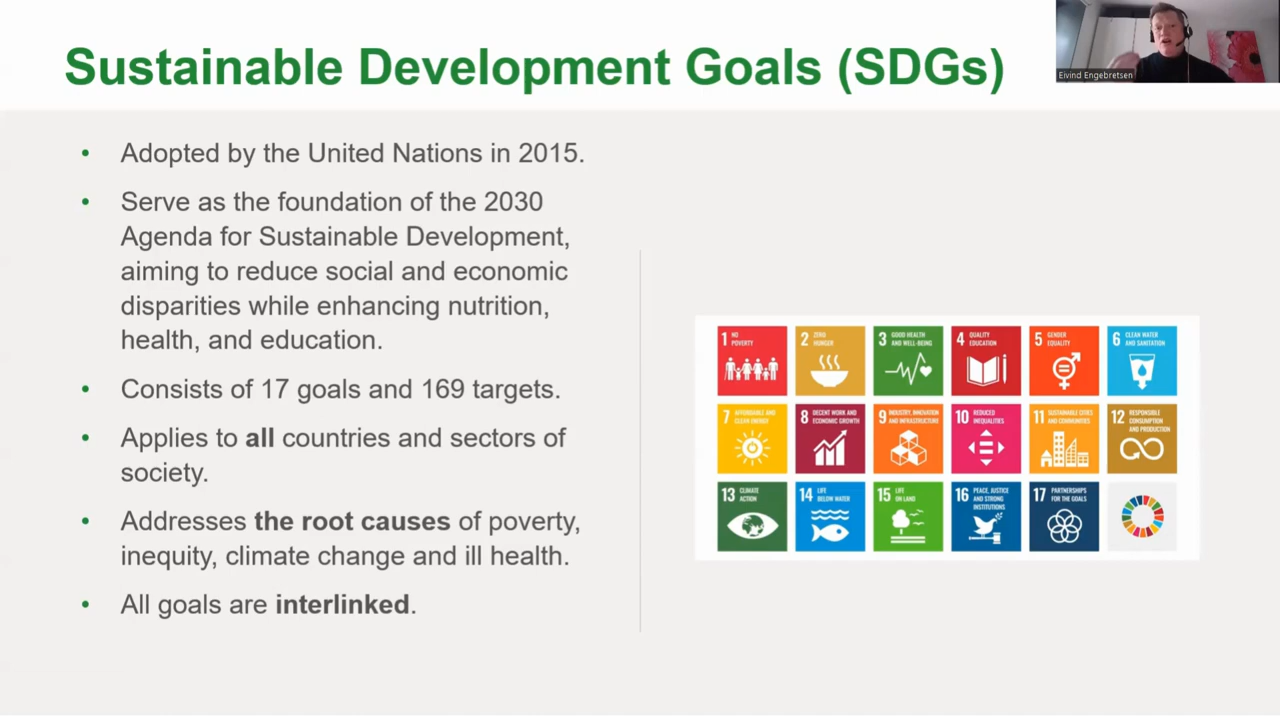 Sustainable Development Goals (SDGs)
Eivind Engebretsen
• Adopted by the United Nations in 2015.
• Serve as the foundation of the 2030
Agenda for Sustainable Development,
aiming to reduce social and economic
disparities while enhancing nutrition,
health, and education.
• Consists of 17 goals and 169 targets.
• Applies to all countries and sectors of
society.
• Addresses the root causes of poverty,
inequity, climate change and ill health.
• All goals are interlinked.
1 NO
POVERTY
2 ZERO
HUNGER
3 GOOD HEALTH
AND WELL-BEING
4 QUALITY
EDUCATION
5 GENDER
EQUALITY
6 CLEAN WATER
AND SANITATION
7 AFFORDABLE AND
CLEAN ENERGY
8 DECENT WORK AND
ECONOMIC GROWTH
9 INDUSTRY, INNOVATION
AND INFRASTRUCTURE
10 REDUCED
INEQUALITIES
11 SUSTAINABLE CITIES
AND COMMUNITIES
12 RESPONSIBLE
CONSUMPTION
AND PRODUCTION
13 CLIMATE
ACTION
14 LIFE
BELOW WATER
15 LIFE
ON LAND
16 PEACE, JUSTICE
AND STRONG
INSTITUTIONS
17 PARTNERSHIPS
FOR THE GOALS